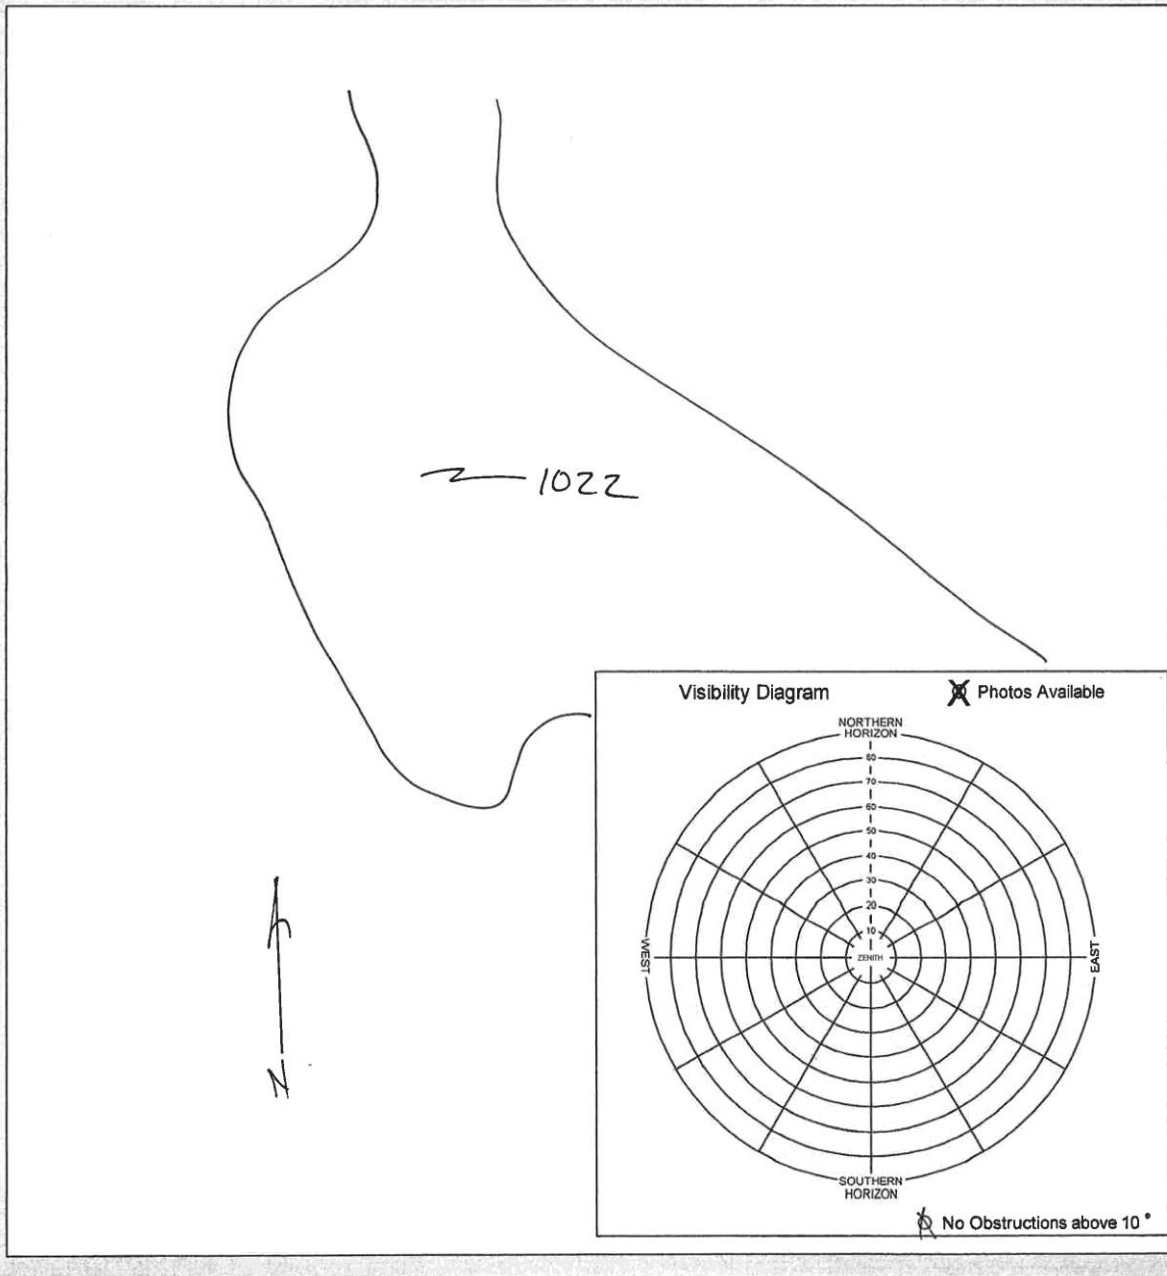 1022
Visibility Diagram
Photos Available
NORTHERN
HORIZON
80
70
60
50
40
30
20
10
WEST
ZENITH
EAST
SOUTHERN
HORIZON
No Obstructions above 10°
N